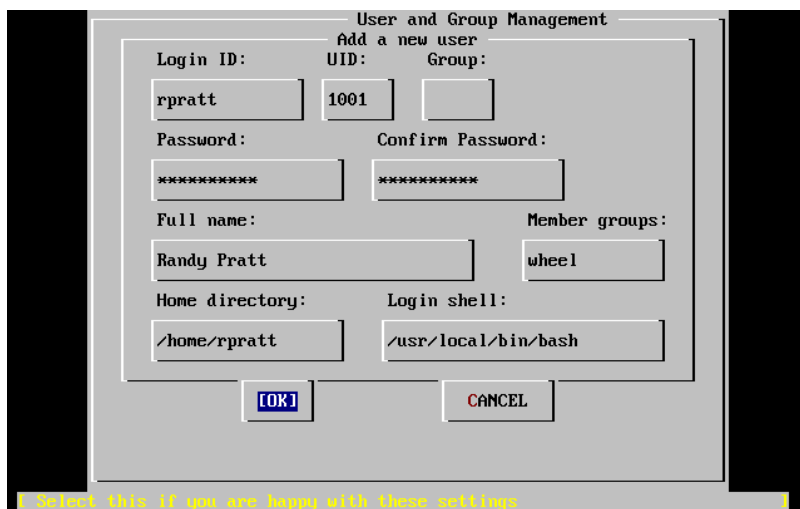 User and Group Management
Add a new user
Login ID: UID: Group:
rpratt 1001
Password: Confirm Password:
********** **********
Full name: Member groups:
Randy Pratt wheel
Home directory: Login shell:
/home/rpratt /usr/local/bin/bash
[OK] CANCEL
[ Select this if you are happy with these settings ]